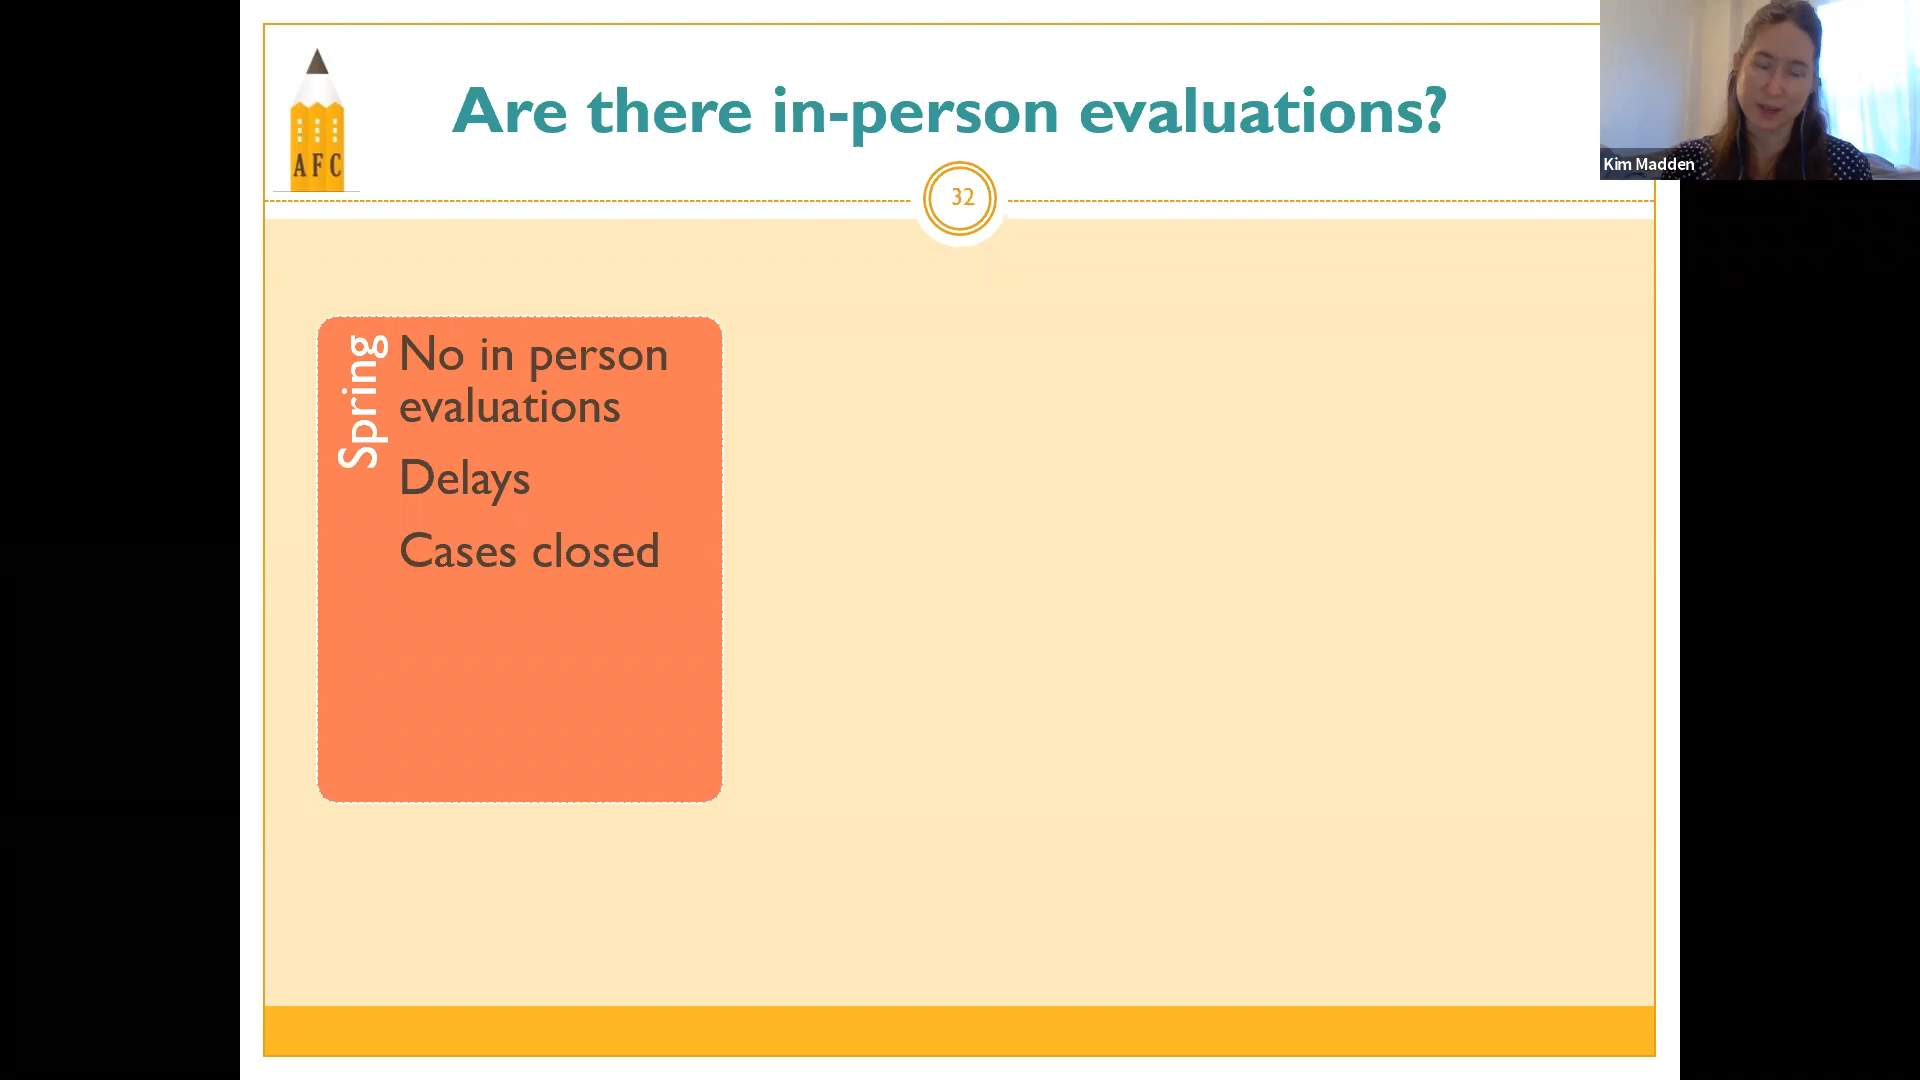 Are there in-person evaluations?
AFC
32
Kim Madden
Spring
No in person
evaluations
Delays
Cases closed